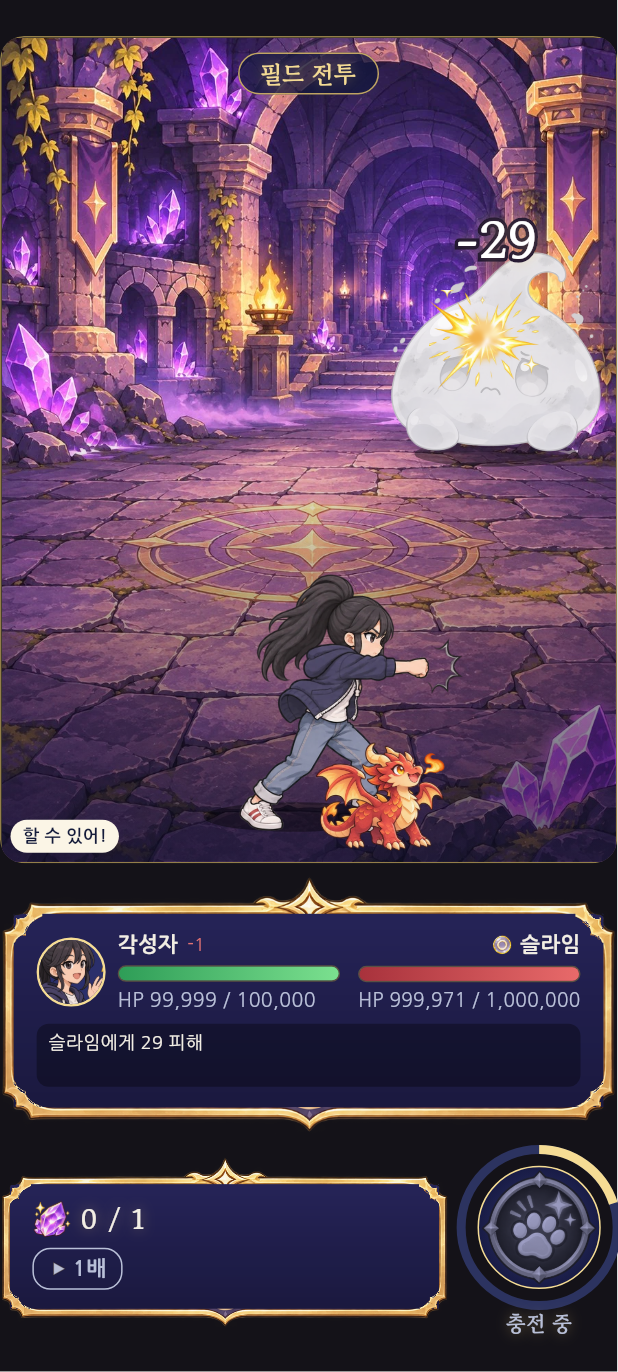 필드 전투
-29
할 수 있어!
각성자 -1
슬라임
HP 99,999 / 100,000
HP 999,971 / 1,000,000
슬라임에게 29 피해
0 / 1
▶ 1배
충전 중